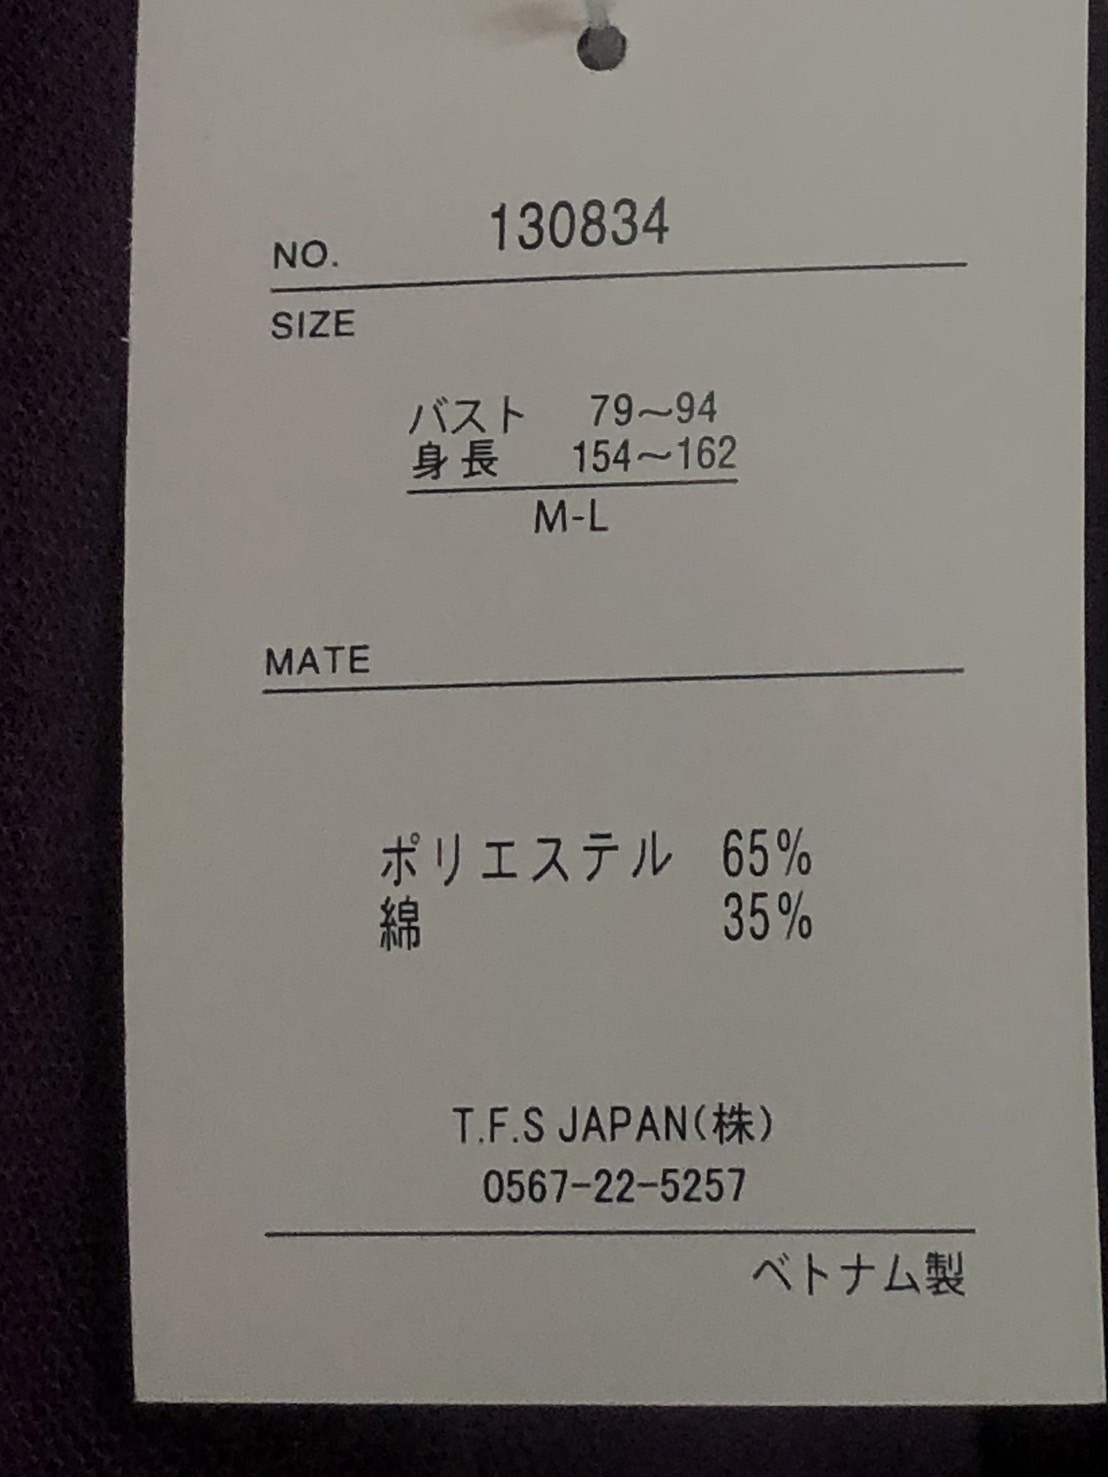 NO. 130834
SIZE
バスト 79〜94
身長 154〜162
M-L
MATE
ポリエステル 65%
綿 35%
T.F.S JAPAN(株)
0567-22-5257
ベトナム製